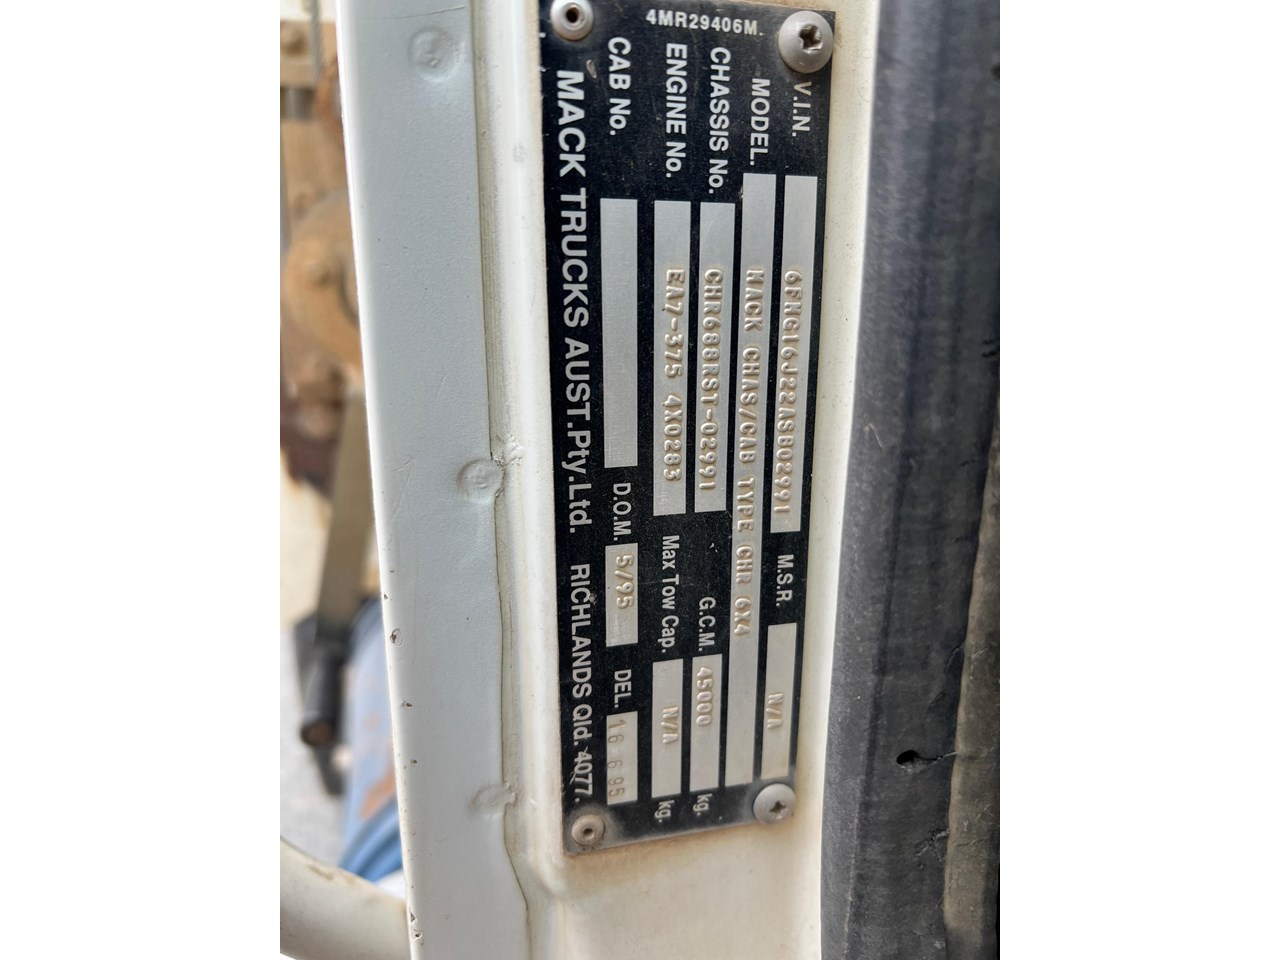 4MR29406M.
V.I.N. 6FMG16J22ASB02991 M.S.R. N/A
MODEL. MACK CHAS/CAB TYPE CHR 6X4
CHASSIS No. CHR688RST-02991 G.C.M. 45000 kg.
ENGINE No. EA7-375 4X0283 Max Tow Cap. N/A kg.
CAB No. D.O.M. 5/95 DEL. 16 6 95
MACK TRUCKS AUST.Pty.Ltd. RICHLANDS Qld. 4077.